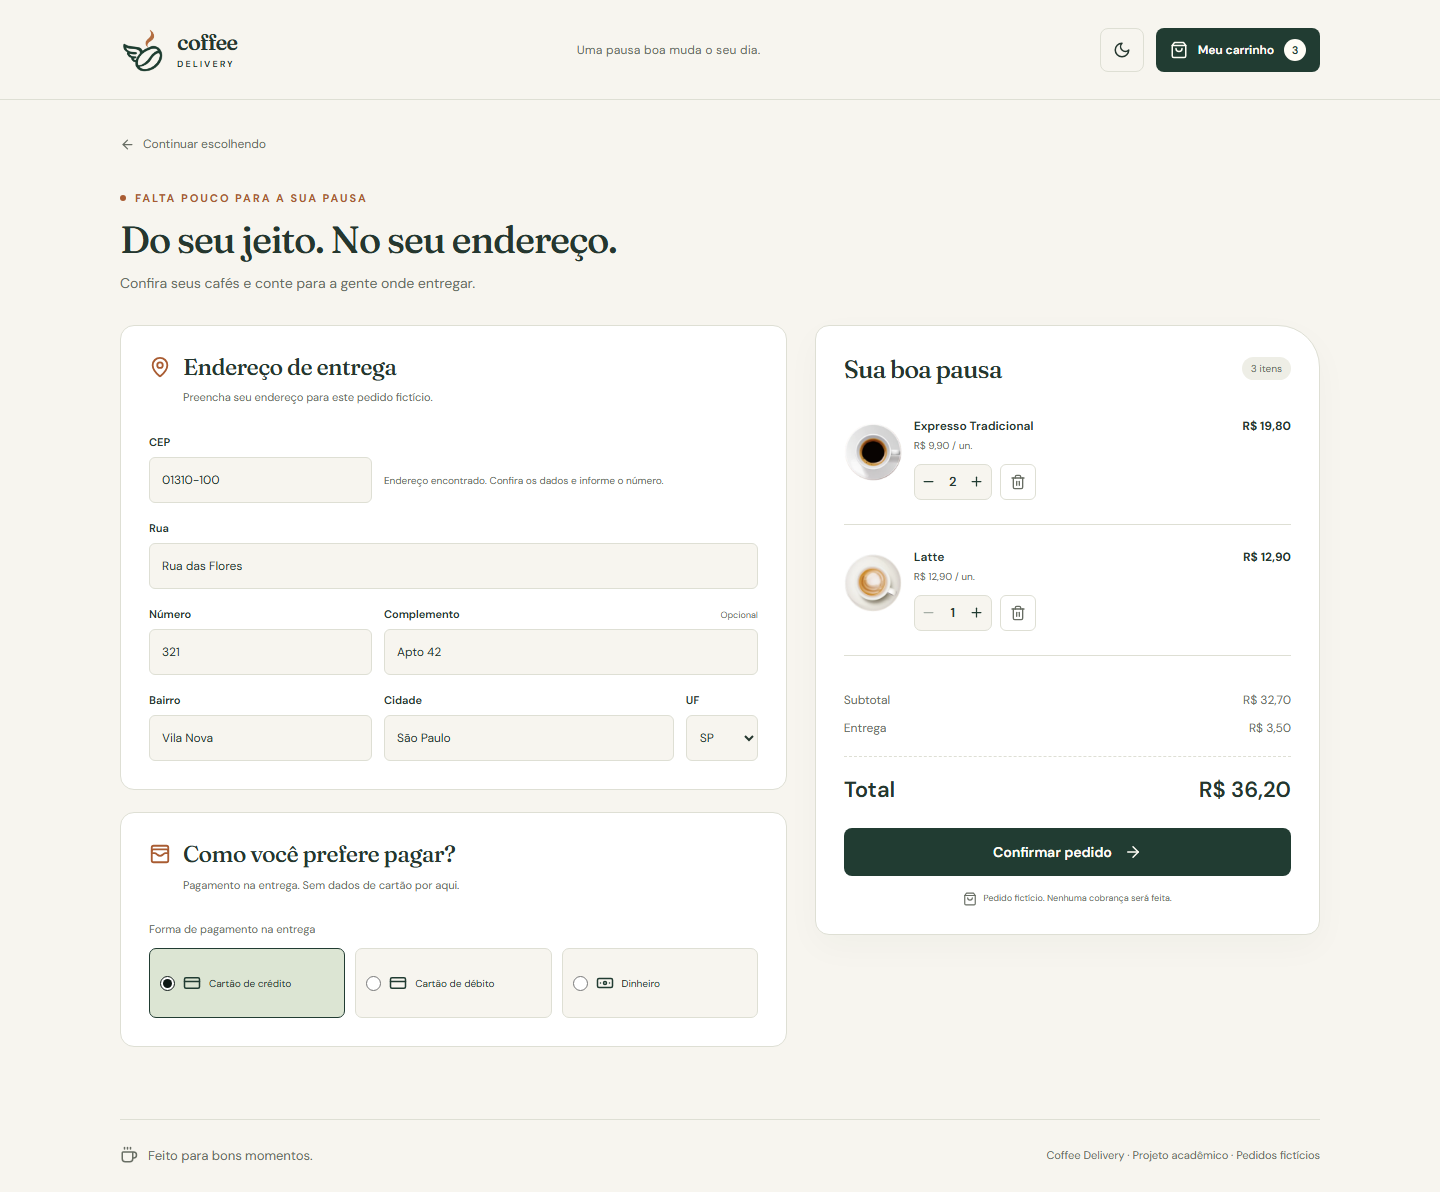 coffee
DELIVERY
Uma pausa boa muda o seu dia.
Meu carrinho 3
Continuar escolhendo
FALTA POUCO PARA A SUA PAUSA
Do seu jeito. No seu endereço.
Confira seus cafés e conte para a gente onde entregar.
Endereço de entrega
Preencha seu endereço para este pedido fictício.
CEP
01310-100
Endereço encontrado. Confira os dados e informe o número.
Rua
Rua das Flores
Número
Complemento
Opcional
321
Apto 42
Bairro
Cidade
UF
Vila Nova
São Paulo
SP
Como você prefere pagar?
Pagamento na entrega. Sem dados de cartão por aqui.
Forma de pagamento na entrega
Cartão de crédito
Cartão de débito
Dinheiro
Sua boa pausa
3 itens
Expresso Tradicional
R$ 19,80
R$ 9,90 / un.
2
Latte
R$ 12,90
R$ 12,90 / un.
1
Subtotal
R$ 32,70
Entrega
R$ 3,50
Total
R$ 36,20
Confirmar pedido
Pedido fictício. Nenhuma cobrança será feita.
Feito para bons momentos.
Coffee Delivery · Projeto acadêmico · Pedidos fictícios